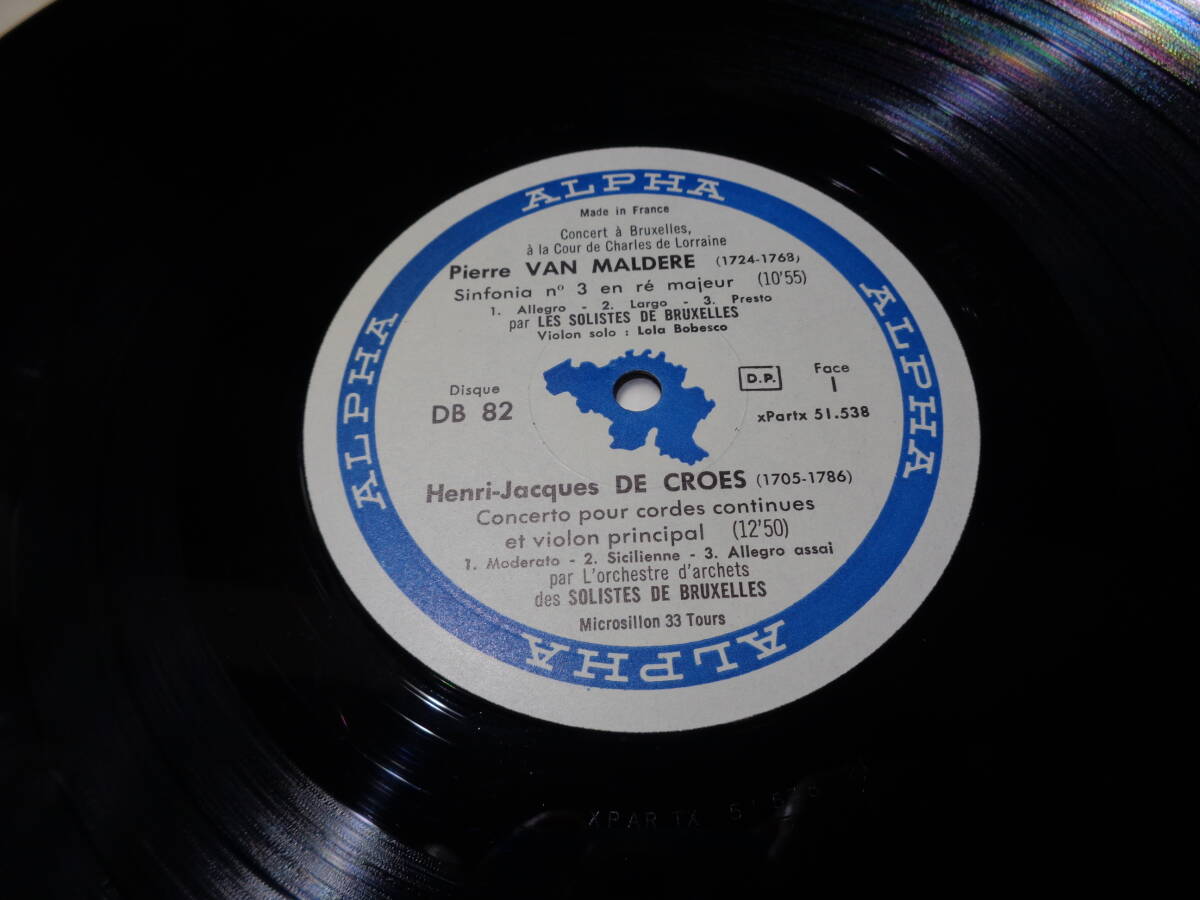 ALPHA
Made in France
Concert à Bruxelles,
à la Cour de Charles de Lorraine
Pierre VAN MALDERE (1724-1768)
Sinfonia nº 3 en ré majeur (10'55)
1. Allegro - 2. Largo - 3. Presto
par LES SOLISTES DE BRUXELLES
Violon solo : Lola Bobesco
ALPHA
ALPHA
Disque
DB 82
D.P.
Face
I
xPartx 51.538
Henri-Jacques DE CROES (1705-1786)
Concerto pour cordes continues
et violon principal (12'50)
1. Moderato - 2. Sicilienne - 3. Allegro assai
par L'orchestre d'archets
des SOLISTES DE BRUXELLES
Microsillon 33 Tours
ALPHA
ALPHA
XPARTX 51.538